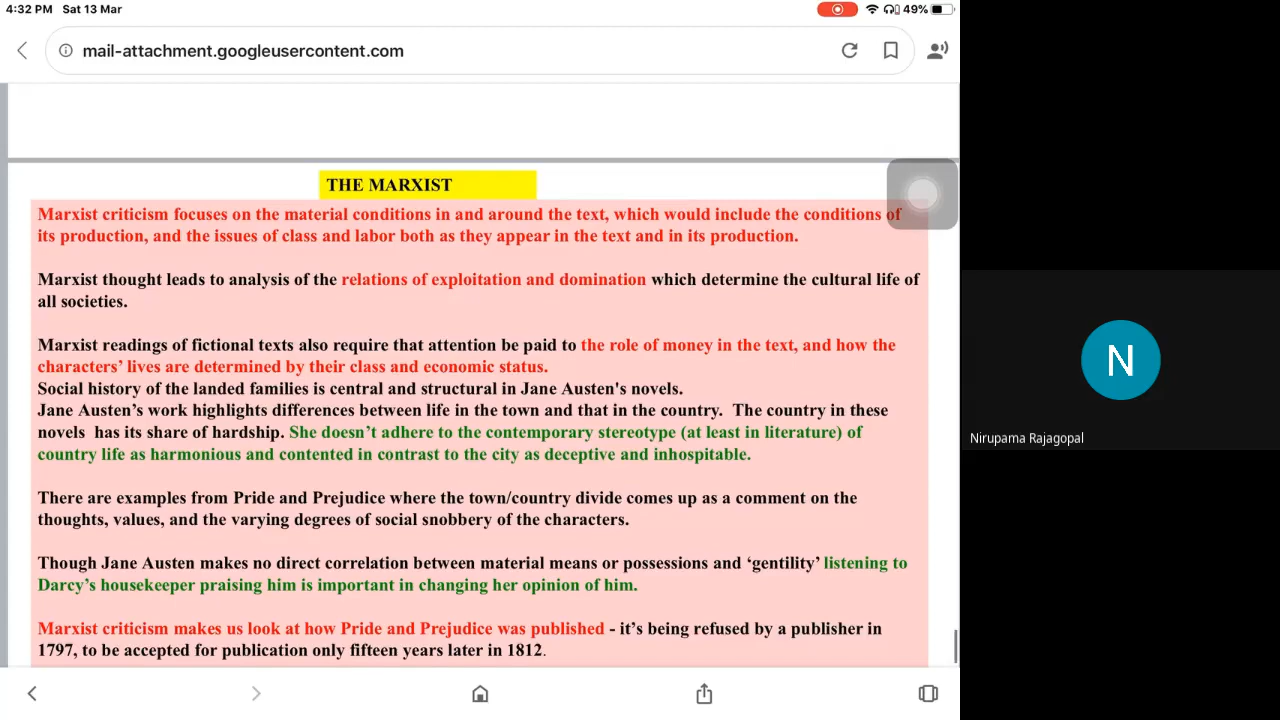 4:32 PM Sat 13 Mar
49%
mail-attachment.googleusercontent.com
THE MARXIST
Marxist criticism focuses on the material conditions in and around the text, which would include the conditions of
its production, and the issues of class and labor both as they appear in the text and in its production.
Marxist thought leads to analysis of the relations of exploitation and domination which determine the cultural life of
all societies.
Marxist readings of fictional texts also require that attention be paid to the role of money in the text, and how the
characters’ lives are determined by their class and economic status.
Social history of the landed families is central and structural in Jane Austen's novels.
Jane Austen’s work highlights differences between life in the town and that in the country. The country in these
novels has its share of hardship. She doesn’t adhere to the contemporary stereotype (at least in literature) of
country life as harmonious and contented in contrast to the city as deceptive and inhospitable.
There are examples from Pride and Prejudice where the town/country divide comes up as a comment on the
thoughts, values, and the varying degrees of social snobbery of the characters.
Though Jane Austen makes no direct correlation between material means or possessions and ‘gentility’ listening to
Darcy’s housekeeper praising him is important in changing her opinion of him.
Marxist criticism makes us look at how Pride and Prejudice was published - it’s being refused by a publisher in
1797, to be accepted for publication only fifteen years later in 1812.
N
Nirupama Rajagopal